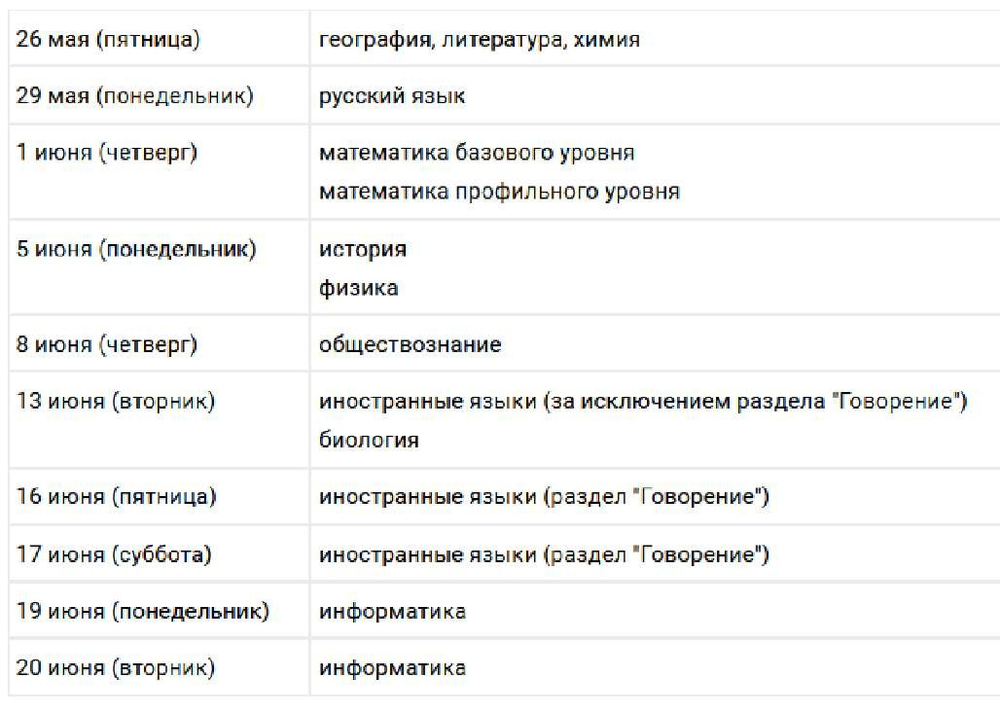 26 мая (пятница)
география, литература, химия
29 мая (понедельник)
русский язык
1 июня (четверг)
математика базового уровня
математика профильного уровня
5 июня (понедельник)
история
физика
8 июня (четверг)
обществознание
13 июня (вторник)
иностранные языки (за исключением раздела "Говорение")
биология
16 июня (пятница)
иностранные языки (раздел "Говорение")
17 июня (суббота)
иностранные языки (раздел "Говорение")
19 июня (понедельник)
информатика
20 июня (вторник)
информатика